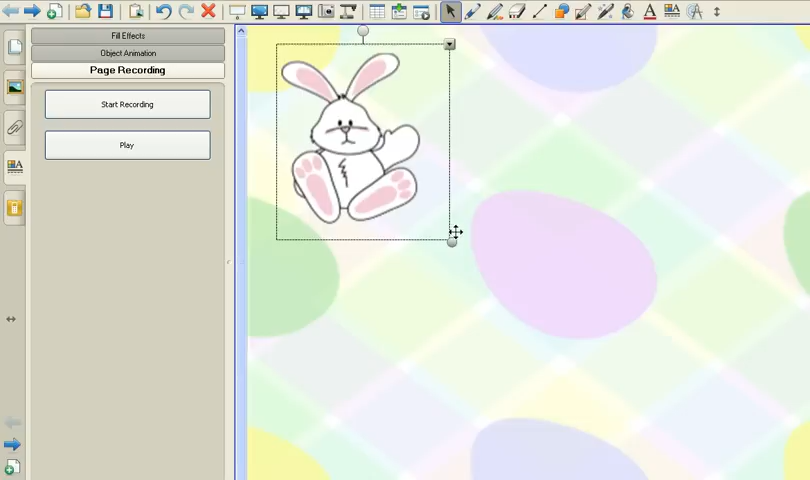 Fill Effects
Object Animation
Page Recording
Start Recording
Play